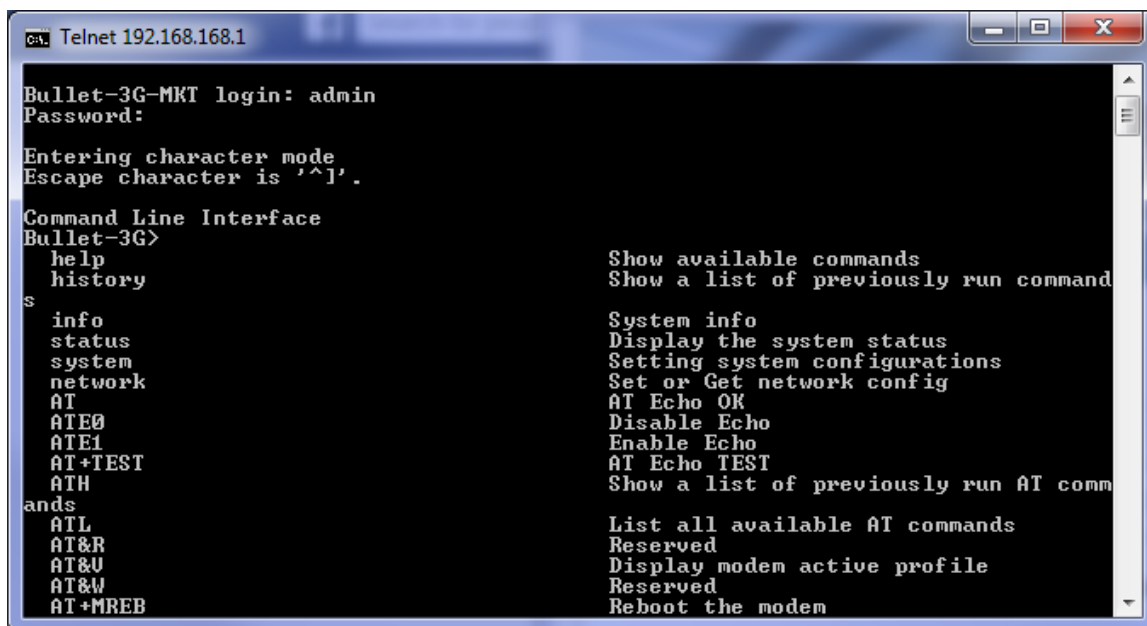 Telnet 192.168.168.1
Bullet-3G-MKT login: admin
Password:
Entering character mode
Escape character is '^]'.
Command Line Interface
Bullet-3G>
help Show available commands
history Show a list of previously run command
s
info System info
status Display the system status
system Setting system configurations
network Set or Get network config
AT AT Echo OK
ATE0 Disable Echo
ATE1 Enable Echo
AT+TEST AT Echo TEST
ATH Show a list of previously run AT comm
ands
ATL List all available AT commands
AT&R Reserved
AT&V Display modem active profile
AT&W Reserved
AT+MREB Reboot the modem